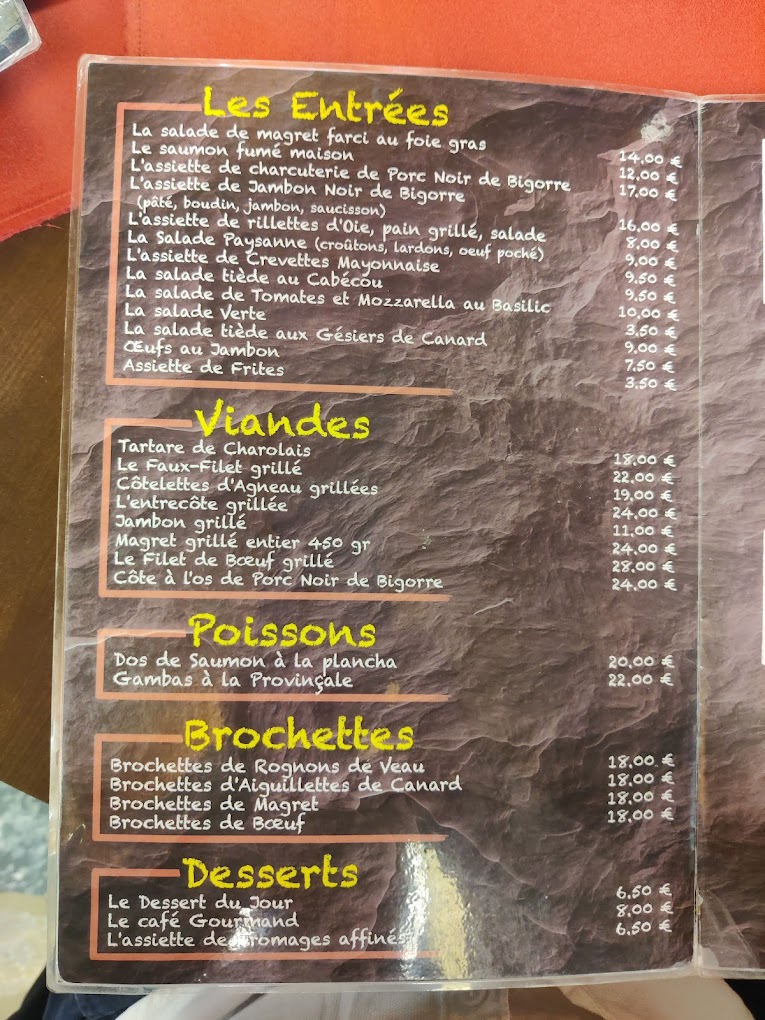 Les Entrées
La salade de magret farci au foie gras 14,00 €
Le saumon fumé maison 12,00 €
L'assiette de charcuterie de Porc Noir de Bigorre 17,00 €
L'assiette de Jambon Noir de Bigorre 16,00 €
(pâté, boudin, jambon, saucisson)
L'assiette de rillettes d'Oie, pain grillé, salade 8,00 €
La Salade Paysanne (croûtons, lardons, oeuf poché) 9,00 €
L'assiette de Crevettes Mayonnaise 9,50 €
La salade tiède au Cabécou 9,50 €
La salade de Tomates et Mozzarella au Basilic 10,00 €
La salade Verte 3,50 €
La salade tiède aux Gésiers de Canard 9,00 €
Œufs au Jambon 7,50 €
Assiette de Frites 3,50 €
Viandes
Tartare de Charolais 18,00 €
Le Faux-Filet grillé 22,00 €
Côtelettes d'Agneau grillées 19,00 €
L'entrecôte grillée 24,00 €
Jambon grillé 11,00 €
Magret grillé entier 450 gr 24,00 €
Le Filet de Bœuf grillé 28,00 €
Côte à l'os de Porc Noir de Bigorre 24,00 €
Poissons
Dos de Saumon à la plancha 20,00 €
Gambas à la Provinçale 22,00 €
Brochettes
Brochettes de Rognons de Veau 18,00 €
Brochettes d'Aiguillettes de Canard 18,00 €
Brochettes de Magret 18,00 €
Brochettes de Bœuf 18,00 €
Desserts
Le Dessert du Jour 6,50 €
Le café Gourmand 8,00 €
L'assiette de fromages affinés 6,50 €